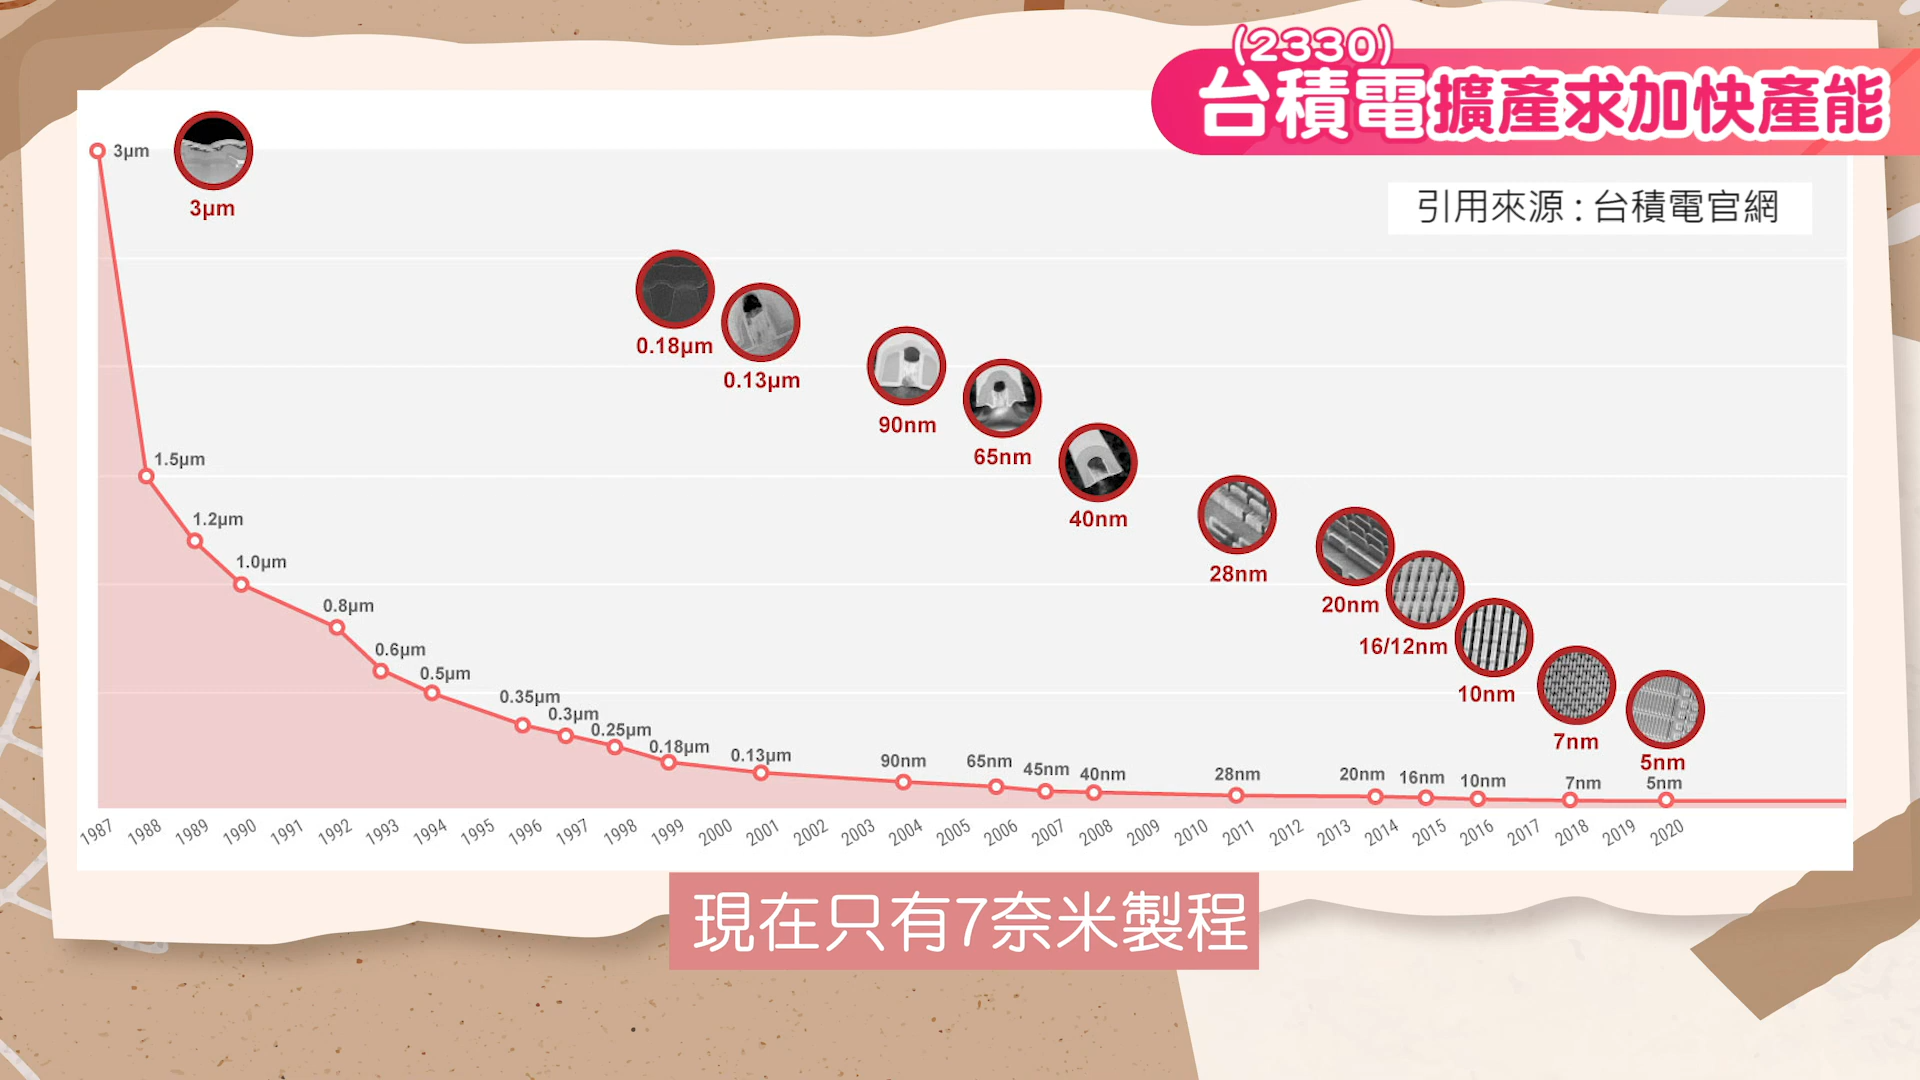 (2330)
台積電擴產求加快產能
引用來源 : 台積電官網
3μm
3μm
0.18μm
0.13μm
90nm
65nm
40nm
28nm
20nm
16/12nm
10nm
7nm
5nm
1.5μm
1.2μm
1.0μm
0.8μm
0.6μm
0.5μm
0.35μm
0.3μm
0.25μm
0.18μm
0.13μm
90nm
65nm
45nm
40nm
28nm
20nm
16nm
10nm
7nm
5nm
1987 1988 1989 1990 1991 1992 1993 1994 1995 1996 1997 1998 1999 2000 2001 2002 2003 2004 2005 2006 2007 2008 2009 2010 2011 2012 2013 2014 2015 2016 2017 2018 2019 2020
現在只有7奈米製程